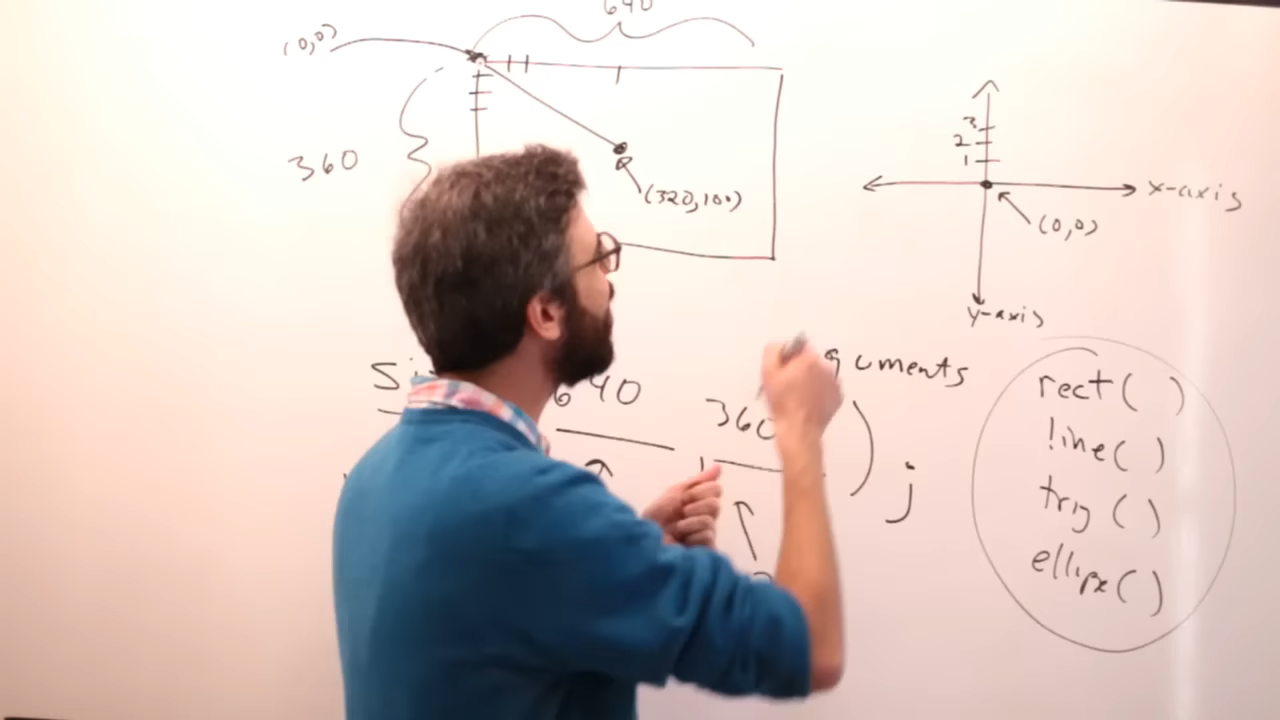 640
(0,0)
360
(320,100)
3
2
1
x-axis
(0,0)
y-axis
guments
640 360 ) ;
rect( )
line( )
triy( )
ellipse( )